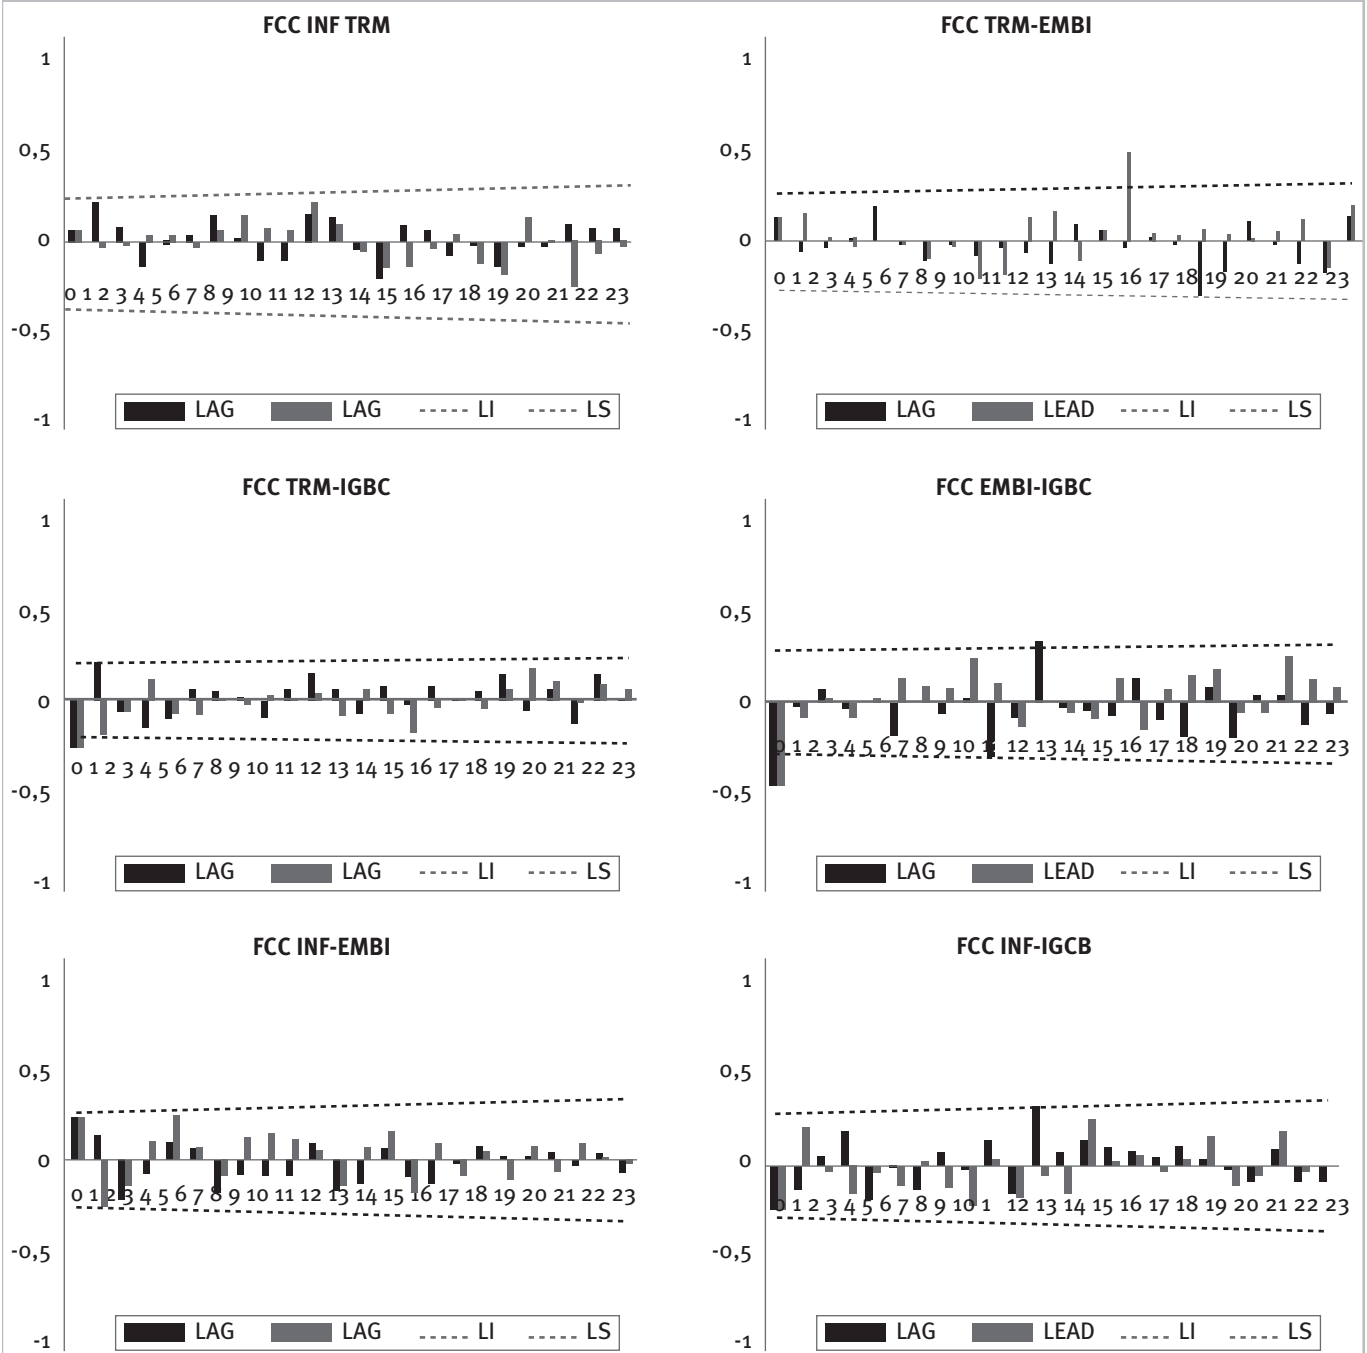 FCC INF TRM
1
0,5
0
0 1 2 3 4 5 6 7 8 9 10 11 12 13 14 15 16 17 18 19 20 21 22 23
-0,5
-1
LAG LAG LI LS
FCC TRM-EMBI
1
0,5
0
0 1 2 3 4 5 6 7 8 9 10 11 12 13 14 15 16 17 18 19 20 21 22 23
-0,5
-1
LAG LEAD LI LS
FCC TRM-IGBC
1
0,5
0
0 1 2 3 4 5 6 7 8 9 10 11 12 13 14 15 16 17 18 19 20 21 22 23
-0,5
-1
LAG LAG LI LS
FCC EMBI-IGBC
1
0,5
0
0 1 2 3 4 5 6 7 8 9 10 11 12 13 14 15 16 17 18 19 20 21 22 23
-0,5
-1
LAG LEAD LI LS
FCC INF-EMBI
1
0,5
0
0 1 2 3 4 5 6 7 8 9 10 11 12 13 14 15 16 17 18 19 20 21 22 23
-0,5
-1
LAG LAG LI LS
FCC INF-IGCB
1
0,5
0
0 1 2 3 4 5 6 7 8 9 10 1 12 13 14 15 16 17 18 19 20 21 22 23
-0,5
-1
LAG LEAD LI LS